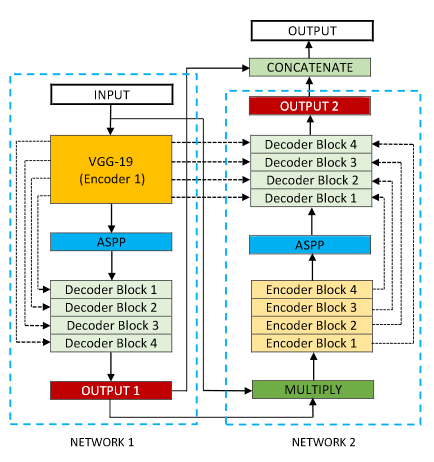 OUTPUT
CONCATENATE
INPUT
OUTPUT 2
VGG-19
(Encoder 1)
Decoder Block 4
Decoder Block 3
Decoder Block 2
Decoder Block 1
ASPP
ASPP
Decoder Block 1
Decoder Block 2
Decoder Block 3
Decoder Block 4
Encoder Block 4
Encoder Block 3
Encoder Block 2
Encoder Block 1
OUTPUT 1
MULTIPLY
NETWORK 1
NETWORK 2